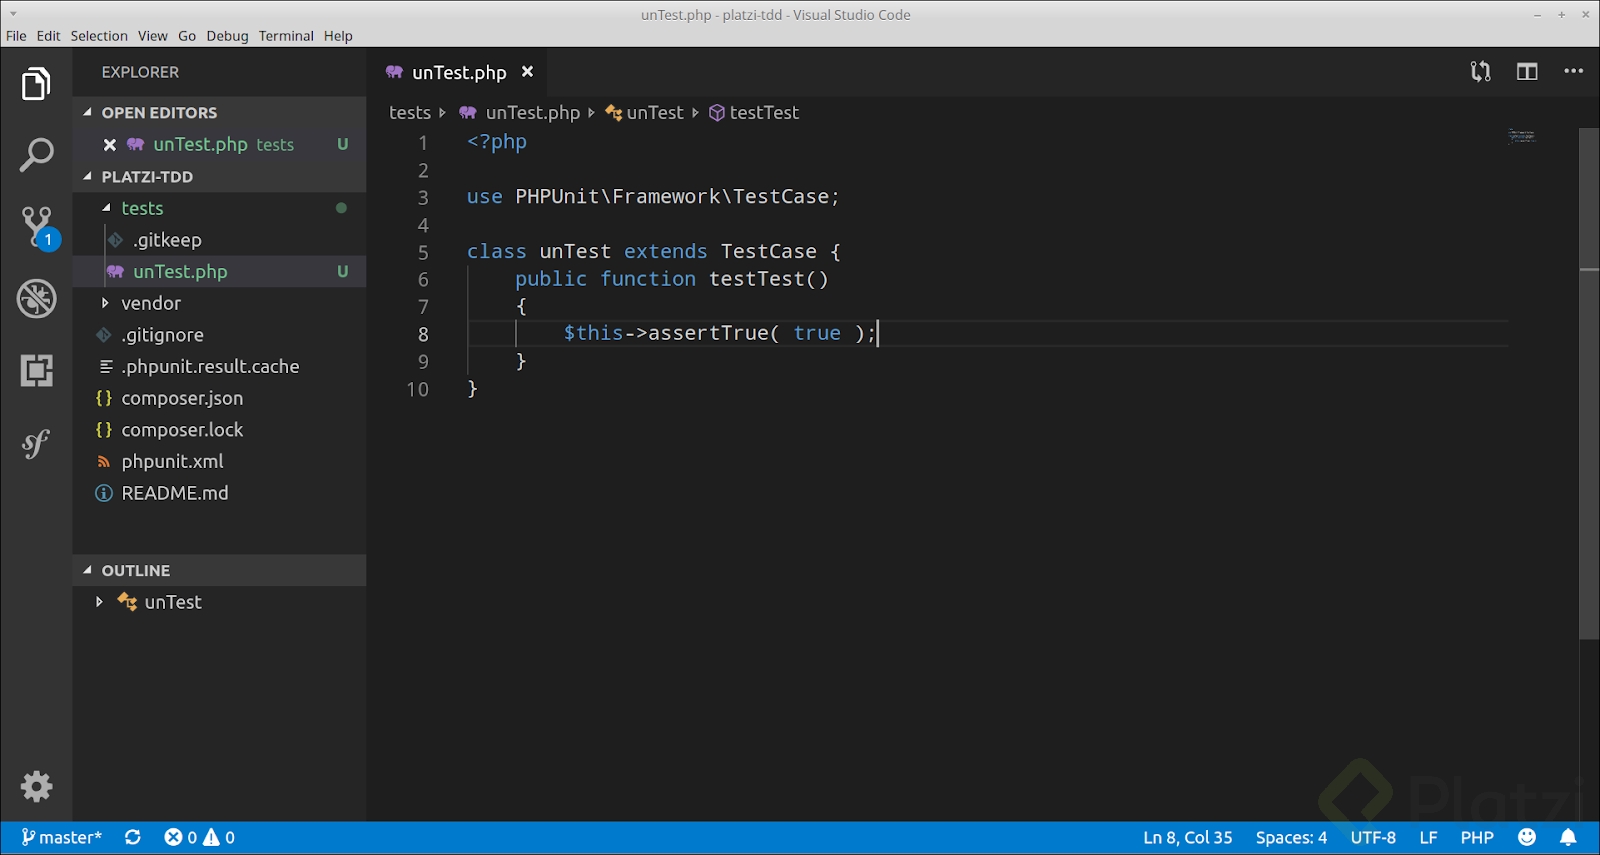 unTest.php - platzi-tdd - Visual Studio Code
File Edit Selection View Go Debug Terminal Help
EXPLORER
OPEN EDITORS
unTest.php tests U
PLATZI-TDD
tests
.gitkeep
unTest.php U
vendor
.gitignore
.phpunit.result.cache
{} composer.json
{} composer.lock
phpunit.xml
README.md
OUTLINE
unTest
1
unTest.php
tests unTest.php unTest testTest
1 <?php
2
3 use PHPUnit\Framework\TestCase;
4
5 class unTest extends TestCase {
6 public function testTest()
7 {
8 $this->assertTrue( true );
9 }
10 }
Platzi
master* 0 0 Ln 8, Col 35 Spaces: 4 UTF-8 LF PHP